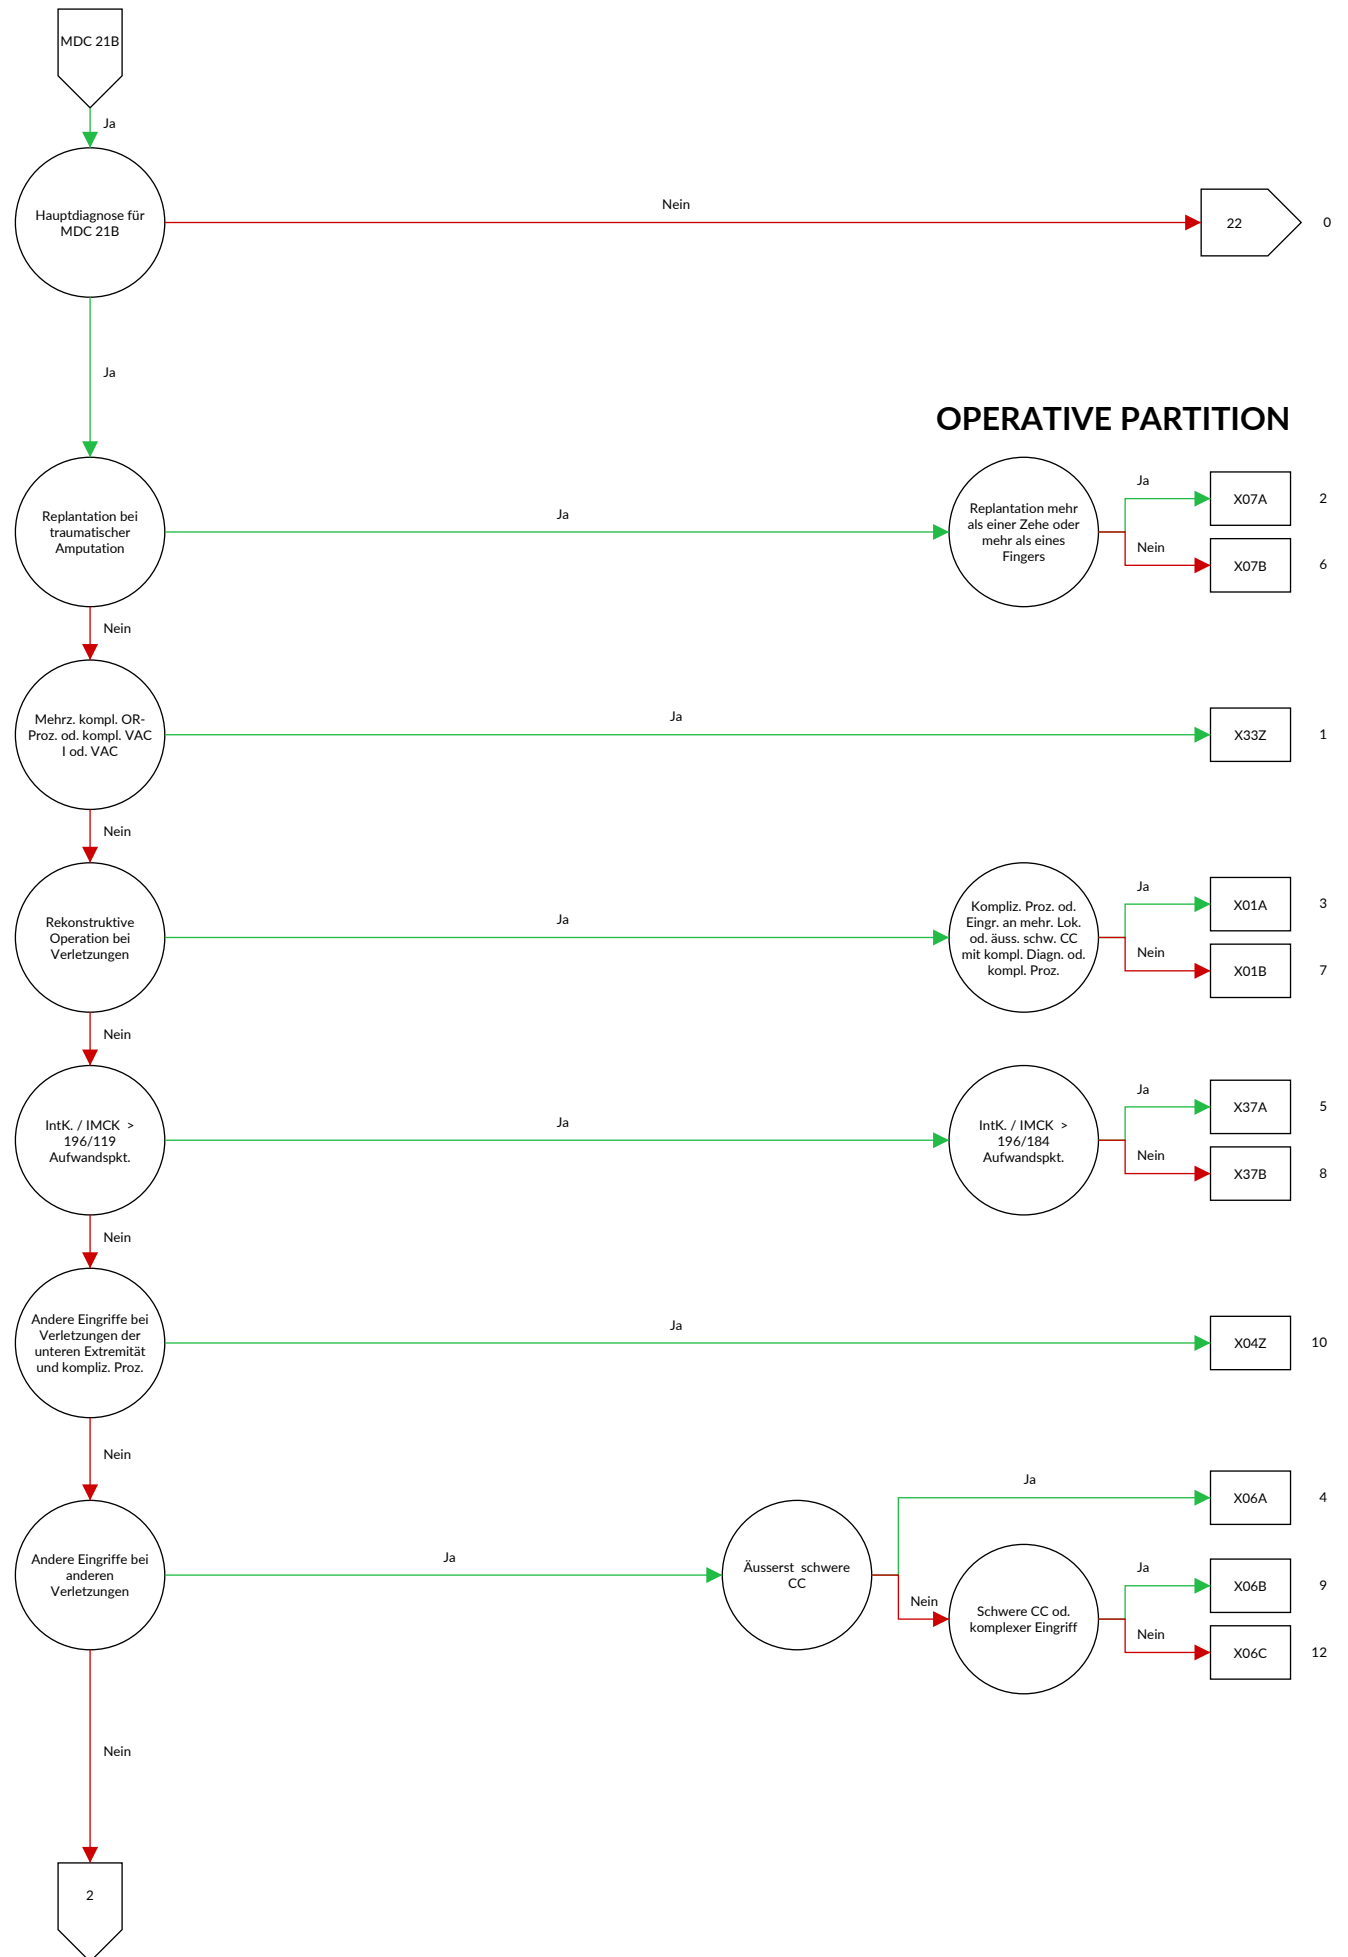 MDC 21B
Ja
Hauptdiagnose für
MDC 21B
Nein
22
0
Ja
OPERATIVE PARTITION
Replantation bei
traumatischer
Amputation
Ja
Replantation mehr
als einer Zehe oder
mehr als eines
Fingers
Ja
X07A
2
Nein
X07B
6
Nein
Mehrz. kompl. OR-
Proz. od. kompl. VAC
I od. VAC
Ja
X33Z
1
Nein
Rekonstruktive
Operation bei
Verletzungen
Ja
Kompliz. Proz. od.
Eingr. an mehr. Lok.
od. äuss. schw. CC
mit kompl. Diagn. od.
kompl. Proz.
Ja
X01A
3
Nein
X01B
7
Nein
IntK. / IMCK >
196/119
Aufwandspkt.
Ja
IntK. / IMCK >
196/184
Aufwandspkt.
Ja
X37A
5
Nein
X37B
8
Nein
Andere Eingriffe bei
Verletzungen der
unteren Extremität
und kompliz. Proz.
Ja
X04Z
10
Nein
Andere Eingriffe bei
anderen
Verletzungen
Ja
Äusserst schwere
CC
Ja
X06A
4
Nein
Schwere CC od.
komplexer Eingriff
Ja
X06B
9
Nein
X06C
12
Nein
2